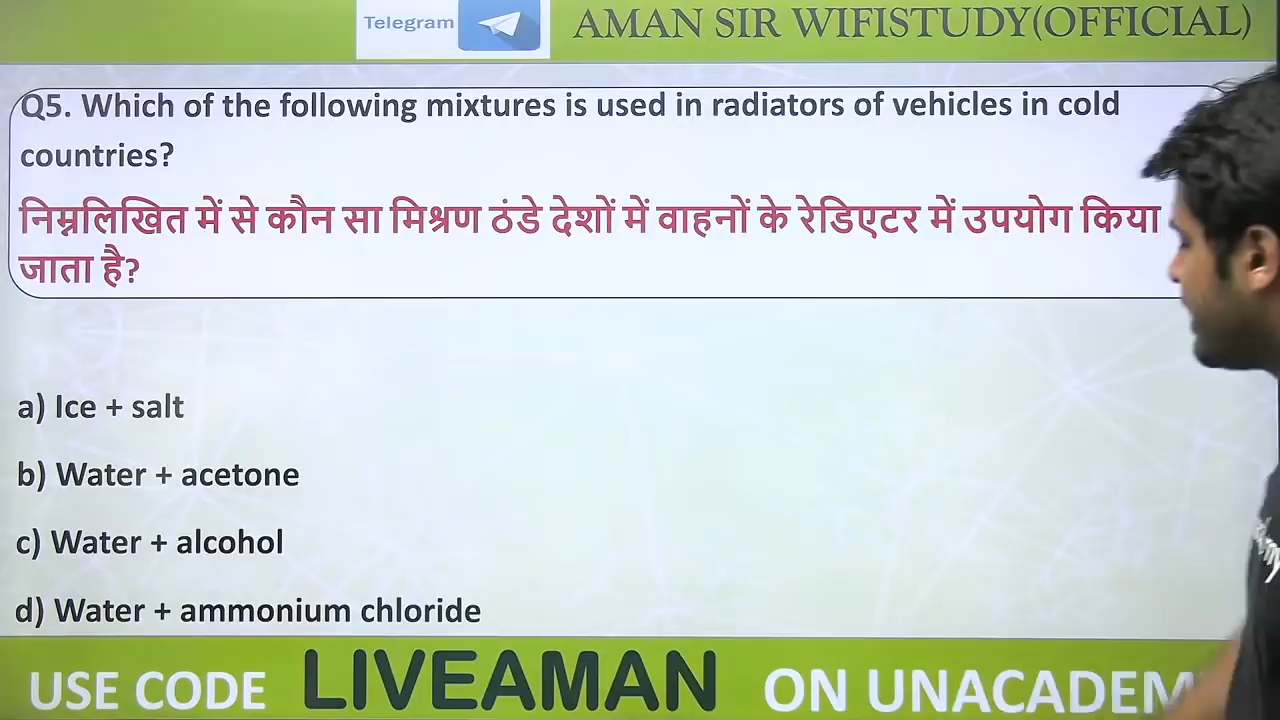 Telegram
AMAN SIR WIFISTUDY(OFFICIAL)
Q5. Which of the following mixtures is used in radiators of vehicles in cold
countries?
निम्नलिखित में से कौन सा मिश्रण ठंडे देशों में वाहनों के रेडिएटर में उपयोग किया
जाता है?
a) Ice + salt
b) Water + acetone
c) Water + alcohol
d) Water + ammonium chloride
USE CODE LIVEAMAN ON UNACADEM